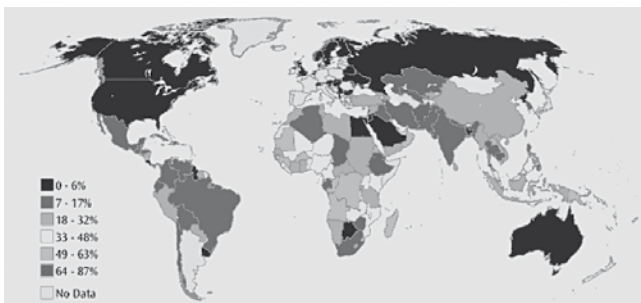 0 - 6%
7 - 17%
18 - 32%
33 - 48%
49 - 63%
64 - 87%
No Data